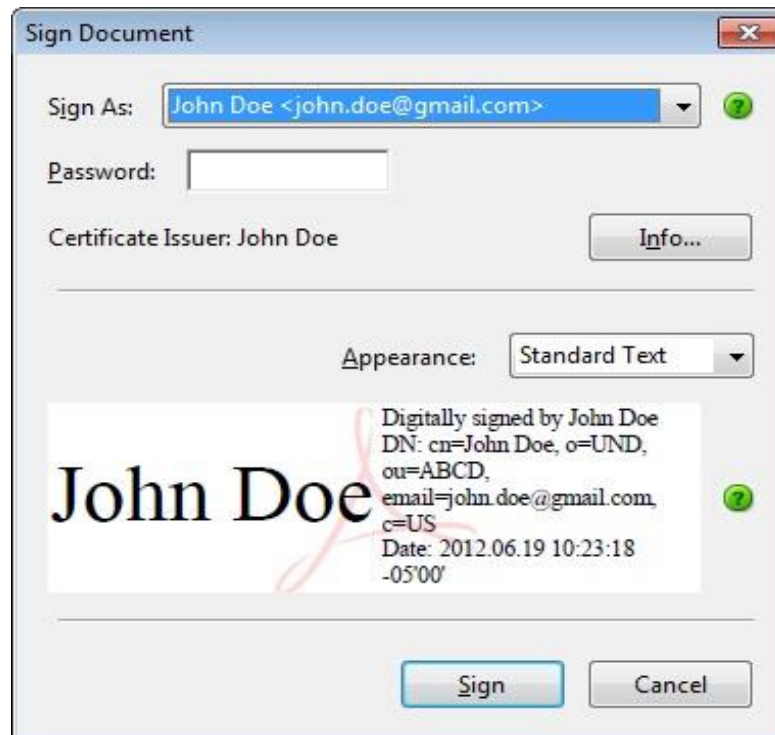 Sign Document
Sign As: John Doe <john.doe@gmail.com>
Password:
Certificate Issuer: John Doe Info...
Appearance: Standard Text
John Doe
Digitally signed by John Doe
DN: cn=John Doe, o=UND,
ou=ABCD,
email=john.doe@gmail.com,
c=US
Date: 2012.06.19 10:23:18
-05'00'
Sign Cancel